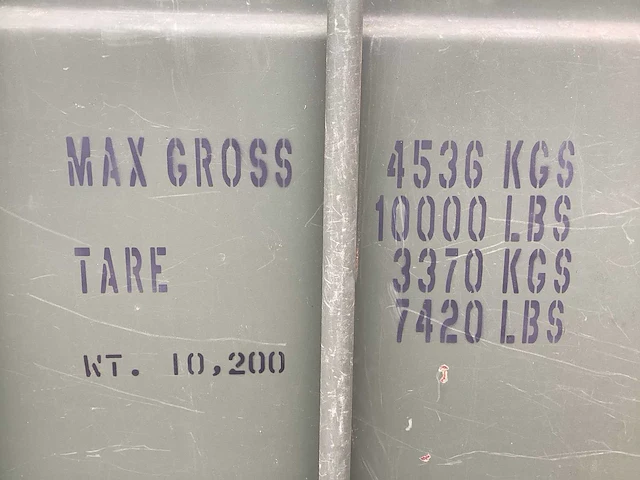 MAX GROSS 4536 KGS
10000 LBS
TARE 3370 KGS
7420 LBS
WT. 10,200